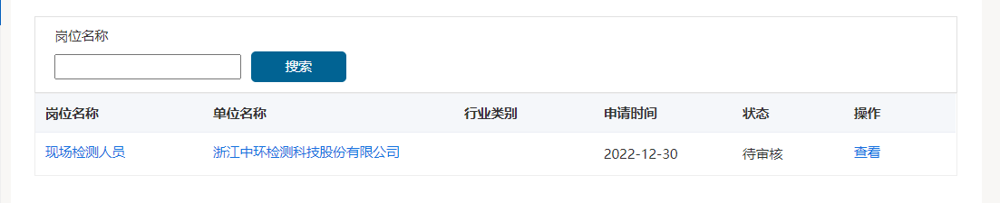 岗位名称
搜索
岗位名称 单位名称 行业类别 申请时间 状态 操作
现场检测人员 浙江中环检测科技股份有限公司 2022-12-30 待审核 查看